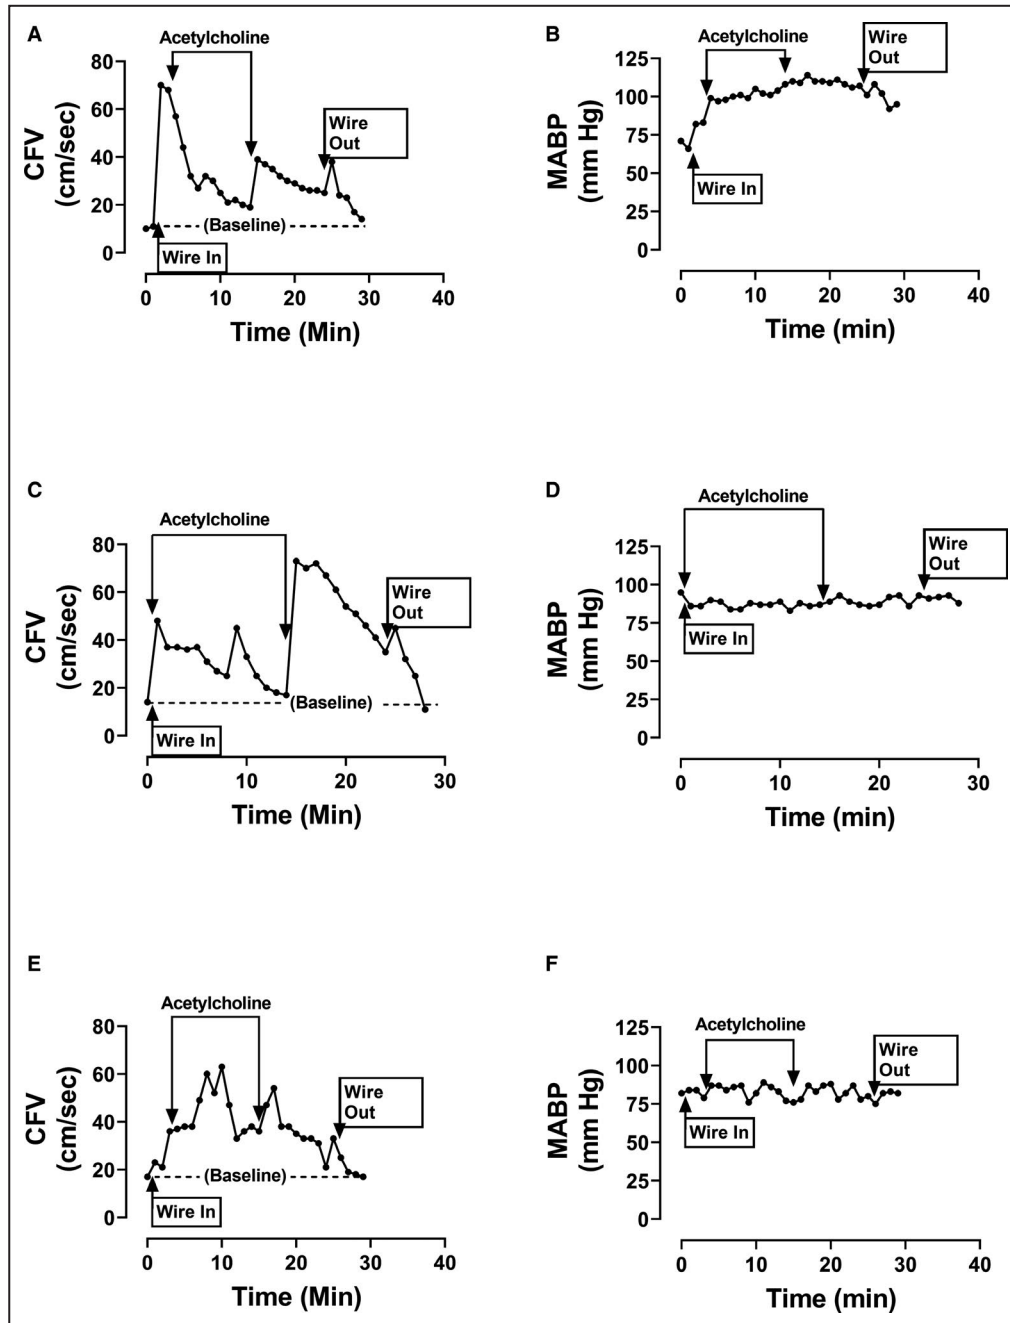 A
Acetylcholine
CFV
(cm/sec)
80
60
40
20
0
Wire
Out
(Baseline)
Wire In
0
10
20
30
40
Time (Min)
B
Acetylcholine
Wire
Out
MABP
(mm Hg)
125
100
75
50
25
0
Wire In
0
10
20
30
40
Time (min)
C
Acetylcholine
CFV
(cm/sec)
80
60
40
20
0
Wire
Out
(Baseline)
Wire In
0
10
20
30
Time (Min)
D
Acetylcholine
Wire
Out
MABP
(mm Hg)
125
100
75
50
25
0
Wire In
0
10
20
30
Time (min)
E
Acetylcholine
CFV
(cm/sec)
80
60
40
20
0
Wire
Out
(Baseline)
Wire In
0
10
20
30
40
Time (Min)
F
Acetylcholine
Wire
Out
MABP
(mm Hg)
125
100
75
50
25
0
Wire In
0
10
20
30
40
Time (min)